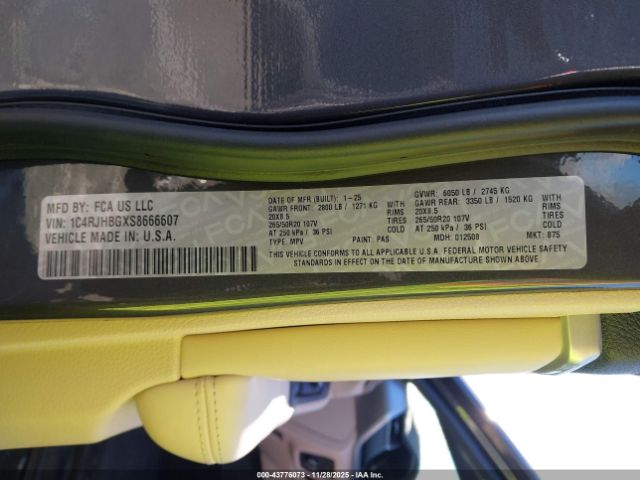 MFD BY: FCA US LLC
VIN: 1C4RJHBGXS8666607
VEHICLE MADE IN: U.S.A.
DATE OF MFR (BUILT): 1-25
GAWR FRONT: 2800 LB / 1271 KG WITH
20X8.5 RIMS
265/50R20 107V TIRES
AT 250 kPa / 36 PSI COLD
TYPE: MPV PAINT: PAS
GVWR: 6050 LB / 2745 KG
GAWR REAR: 3350 LB / 1520 KG WITH
20X8.5 RIMS
265/50R20 107V TIRES
AT 250 kPa / 36 PSI COLD
MDH: 012508 MKT: 875
THIS VEHICLE CONFORMS TO ALL APPLICABLE U.S.A. FEDERAL MOTOR VEHICLE SAFETY
STANDARDS IN EFFECT ON THE DATE OF MANUFACTURE SHOWN ABOVE.
© IAA 11-43776073 11/28/2025 IAAI.COM